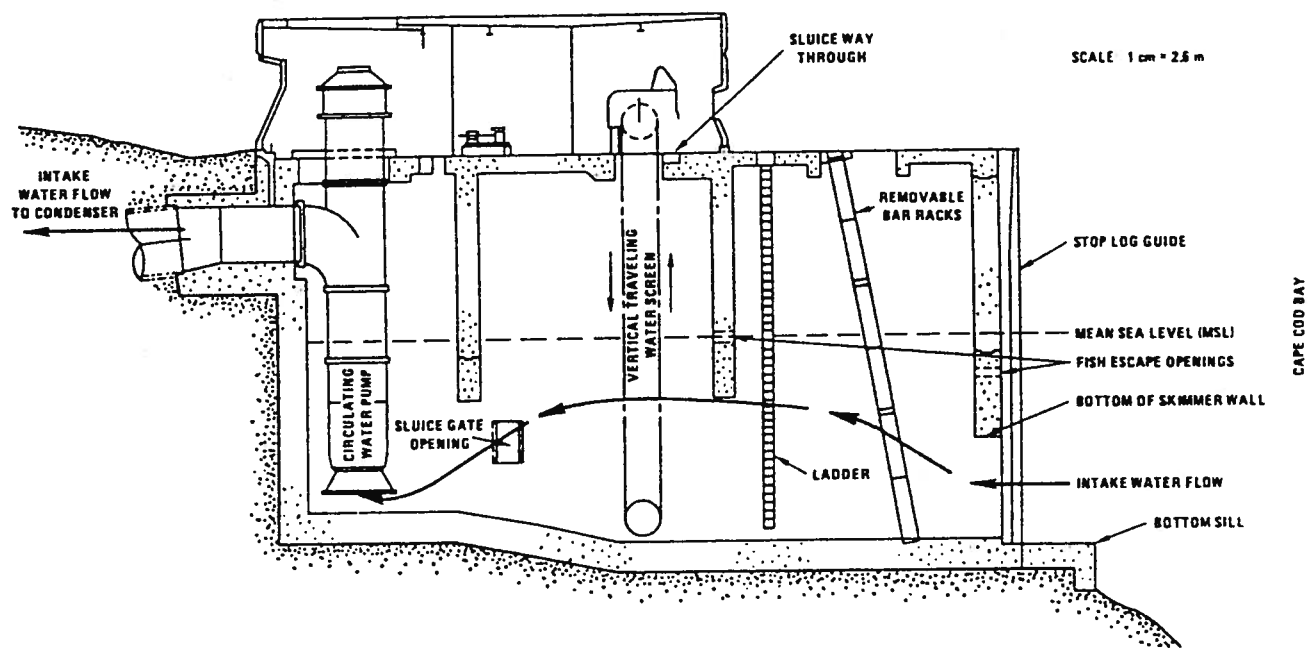 SLUICE WAY
THROUGH
SCALE 1 cm = 2.6 m
INTAKE
WATER FLOW
TO CONDENSER
REMOVABLE
BAR RACKS
STOP LOG GUIDE
VERTICAL TRAVELING
WATER SCREEN
CAPE COD BAY
MEAN SEA LEVEL (MSL)
FISH ESCAPE OPENINGS
CIRCULATING
WATER PUMP
BOTTOM OF SKIMMER WALL
SLUICE GATE
OPENING
LADDER
INTAKE WATER FLOW
BOTTOM SILL